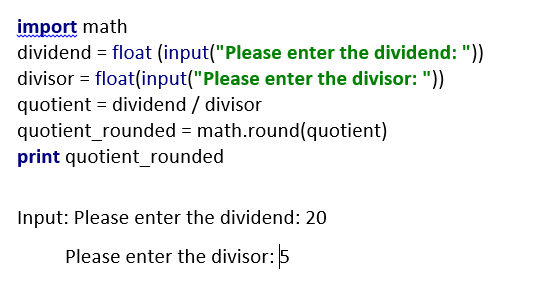 import math
dividend = float (input("Please enter the dividend: "))
divisor = float(input("Please enter the divisor: "))
quotient = dividend / divisor
quotient_rounded = math.round(quotient)
print quotient_rounded
Input: Please enter the dividend: 20
Please enter the divisor: 5